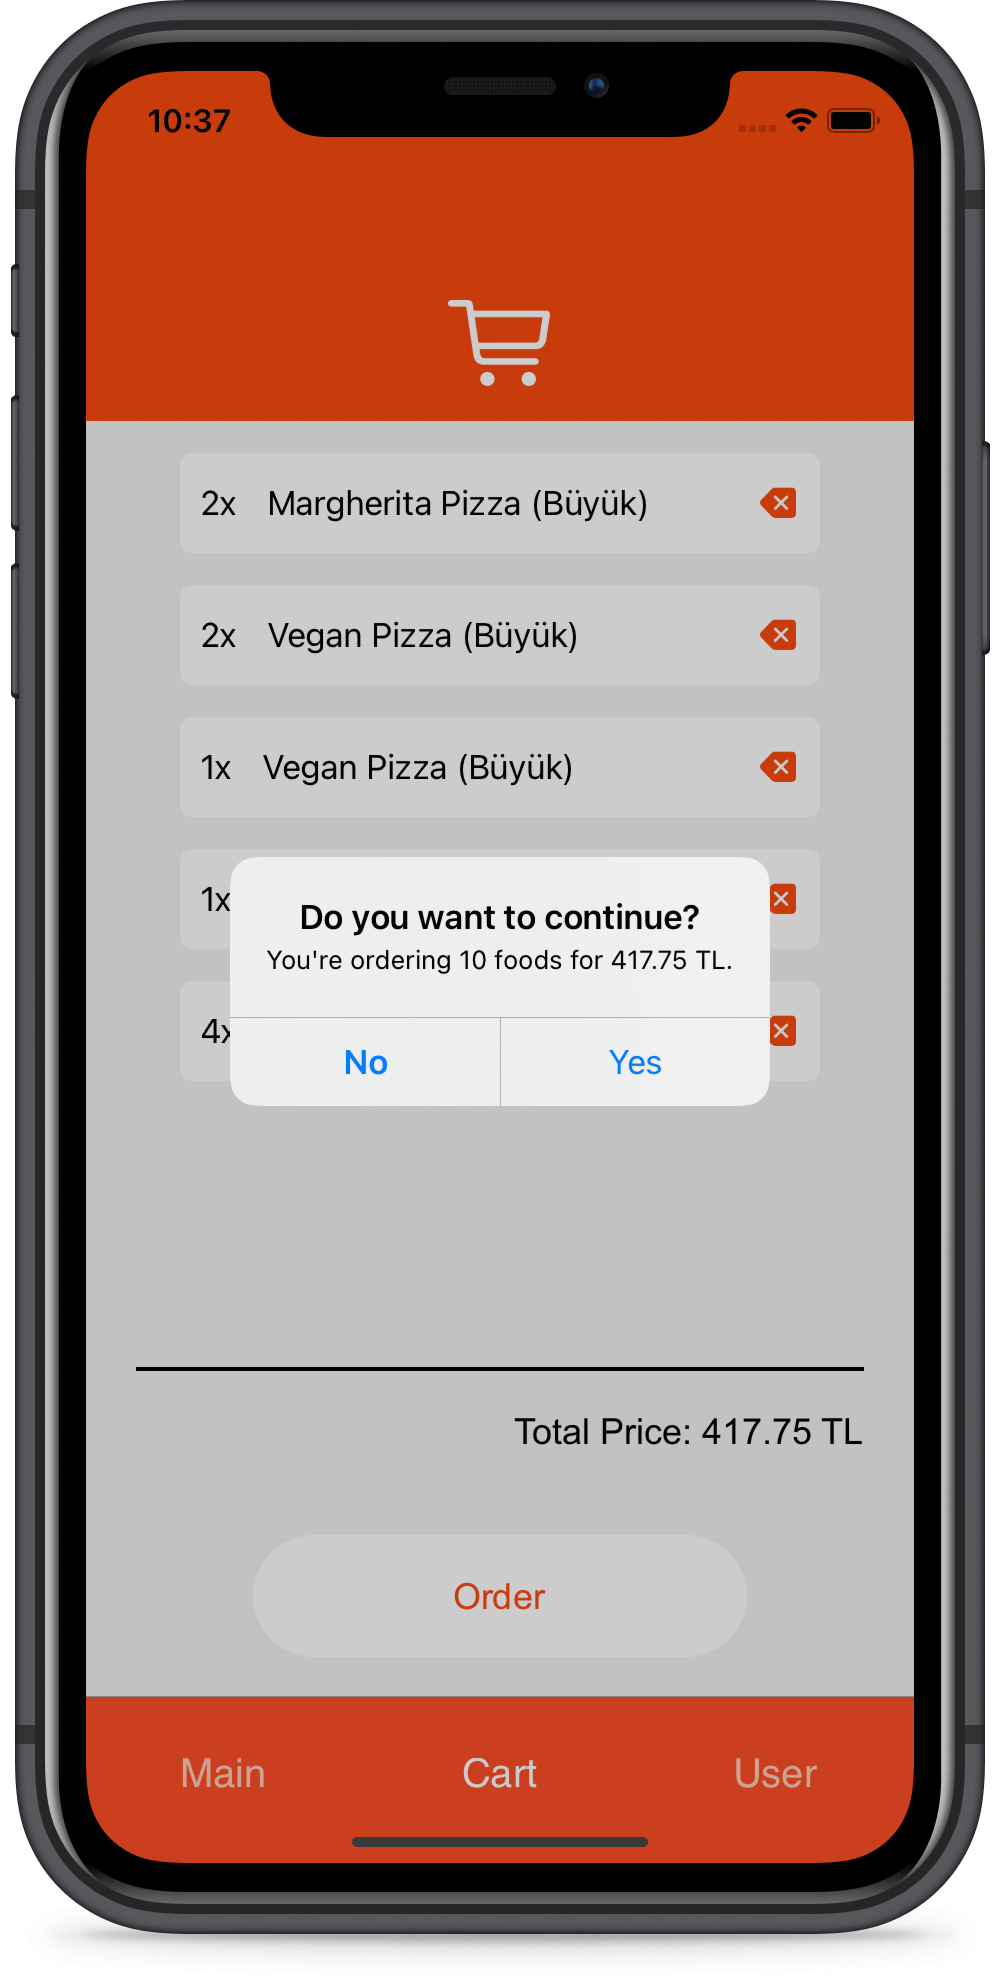 10:37
2x Margherita Pizza (Büyük)
2x Vegan Pizza (Büyük)
1x Vegan Pizza (Büyük)
1x
4x
Do you want to continue?
You're ordering 10 foods for 417.75 TL.
No Yes
Total Price: 417.75 TL
Order
Main Cart User